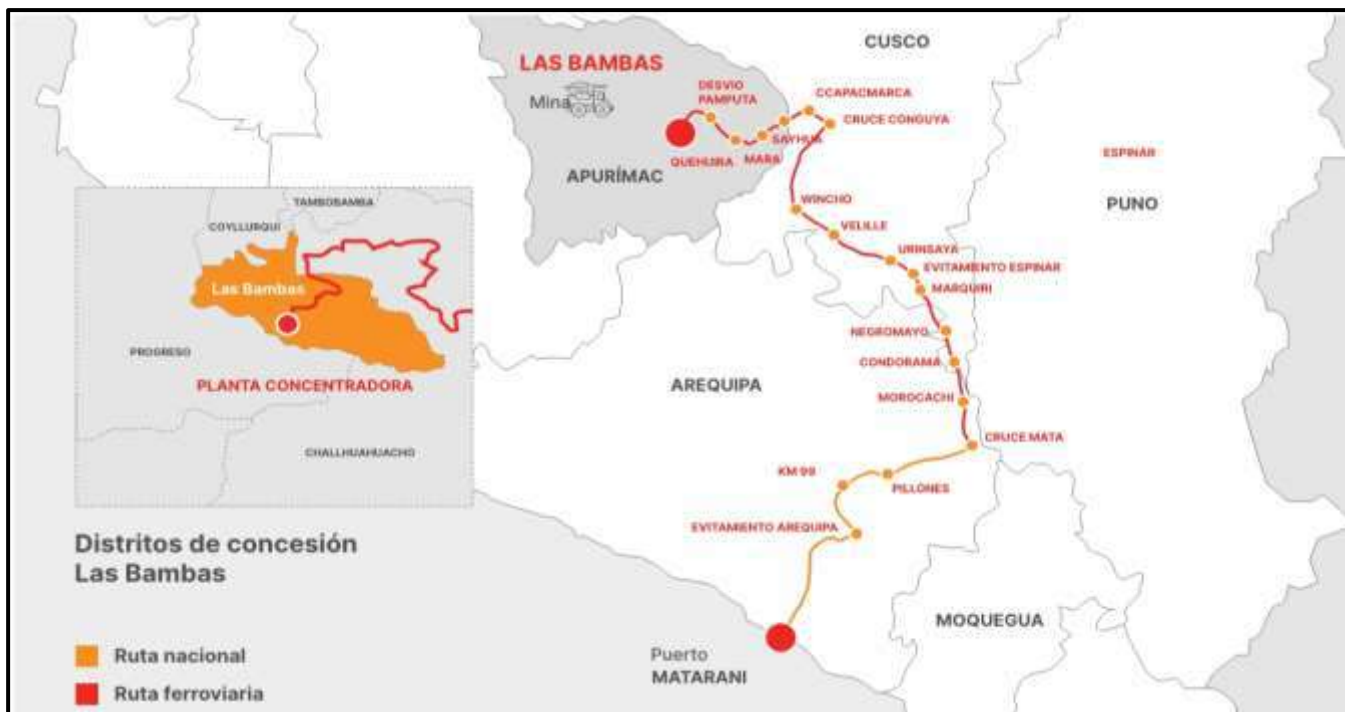 CUSCO
LAS BAMBAS
Mina
DESVIO
PAMPUTA
CCAPACMARCA
CRUCE CONGUYA
SAYHUA
MARA
QUEHUIRA
APURÍMAC
ESPINAR
PUNO
WINCHO
VELILLE
URINSAYA
EVITAMIENTO ESPINAR
MARQUIRI
NEGROMAYO
CONDORAMA
MOROCACHI
AREQUIPA
CRUCE MATA
KM 99
PILLONES
EVITAMIENTO AREQUIPA
MOQUEGUA
Puerto
MATARANI
TAMBOBAMBA
COYLLURQUI
Las Bambas
PROGRESO
PLANTA CONCENTRADORA
CHALLHUAHUACHO
Distritos de concesión
Las Bambas
Ruta nacional
Ruta ferroviaria